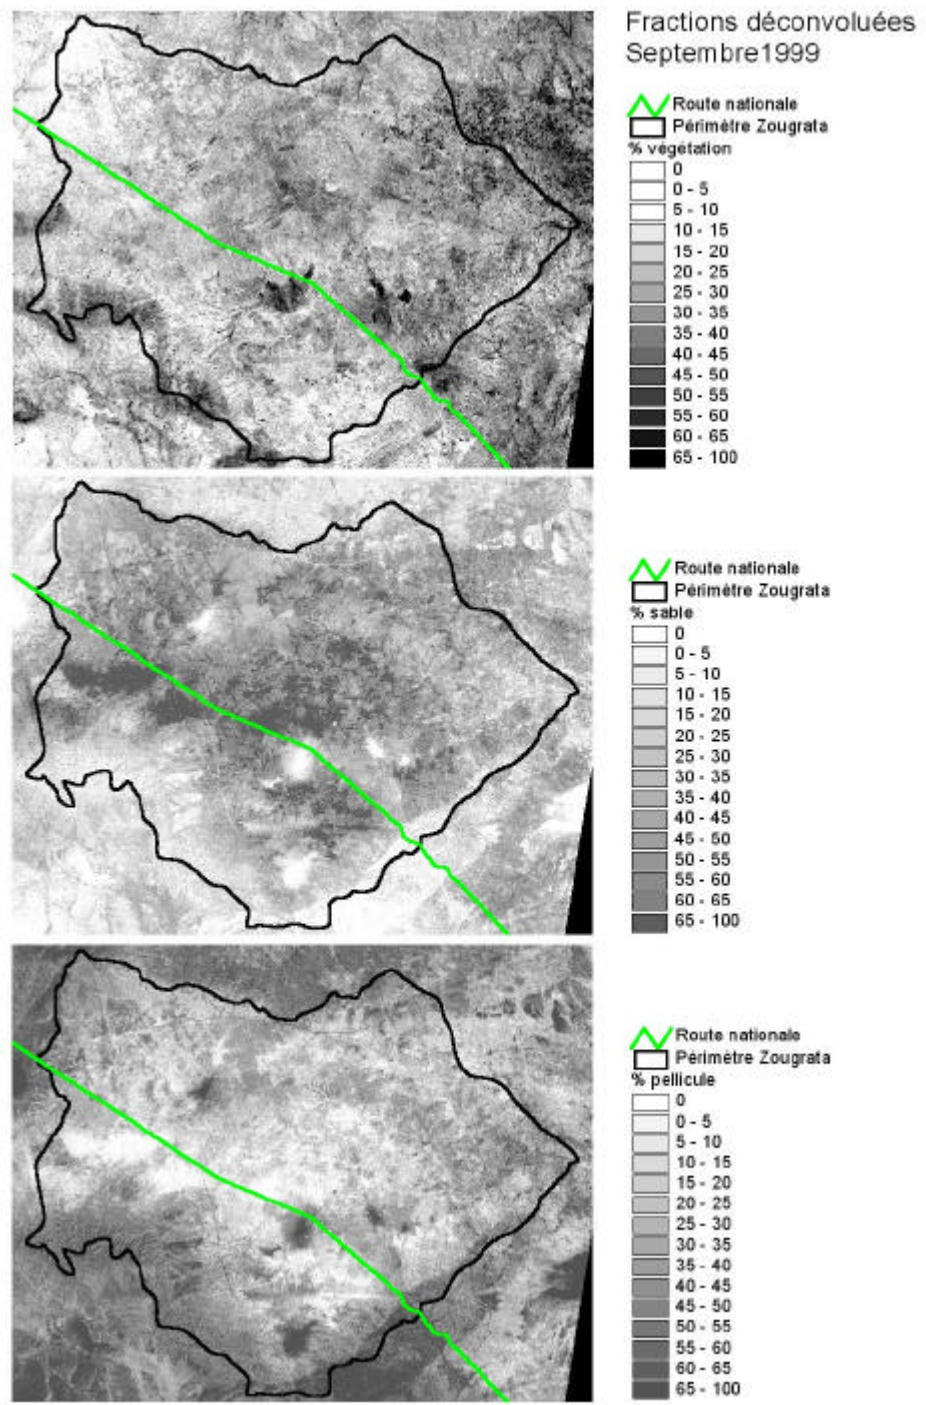 Fractions déconvoluées
Septembre1999
Route nationale
Périmètre Zougrata
% végétation
0
0 - 5
5 - 10
10 - 15
15 - 20
20 - 25
25 - 30
30 - 35
35 - 40
40 - 45
45 - 50
50 - 55
55 - 60
60 - 65
65 - 100
Route nationale
Périmètre Zougrata
% sable
0
0 - 5
5 - 10
10 - 15
15 - 20
20 - 25
25 - 30
30 - 35
35 - 40
40 - 45
45 - 50
50 - 55
55 - 60
60 - 65
65 - 100
Route nationale
Périmètre Zougrata
% pellicule
0
0 - 5
5 - 10
10 - 15
15 - 20
20 - 25
25 - 30
30 - 35
35 - 40
40 - 45
45 - 50
50 - 55
55 - 60
60 - 65
65 - 100